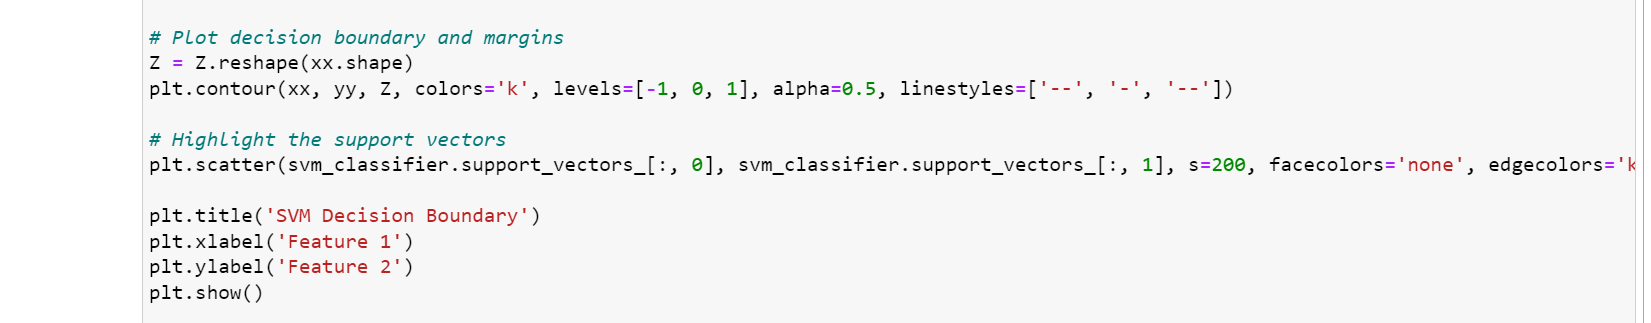 # Plot decision boundary and margins
Z = Z.reshape(xx.shape)
plt.contour(xx, yy, Z, colors='k', levels=[-1, 0, 1], alpha=0.5, linestyles=['--', '-', '--'])
# Highlight the support vectors
plt.scatter(svm_classifier.support_vectors_[:, 0], svm_classifier.support_vectors_[:, 1], s=200, facecolors='none', edgecolors='k
plt.title('SVM Decision Boundary')
plt.xlabel('Feature 1')
plt.ylabel('Feature 2')
plt.show()